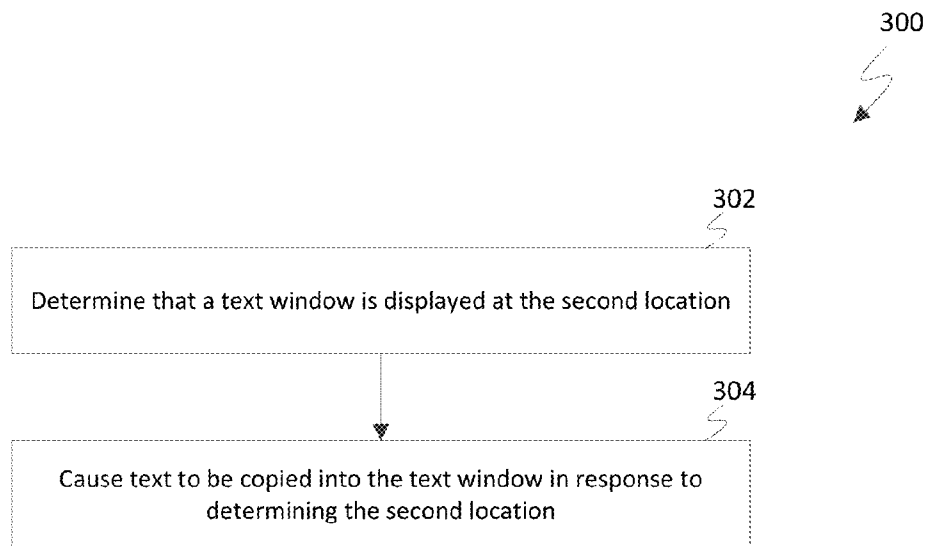 300
302
Determine that a text window is displayed at the second location
304
Cause text to be copied into the text window in response to
determining the second location